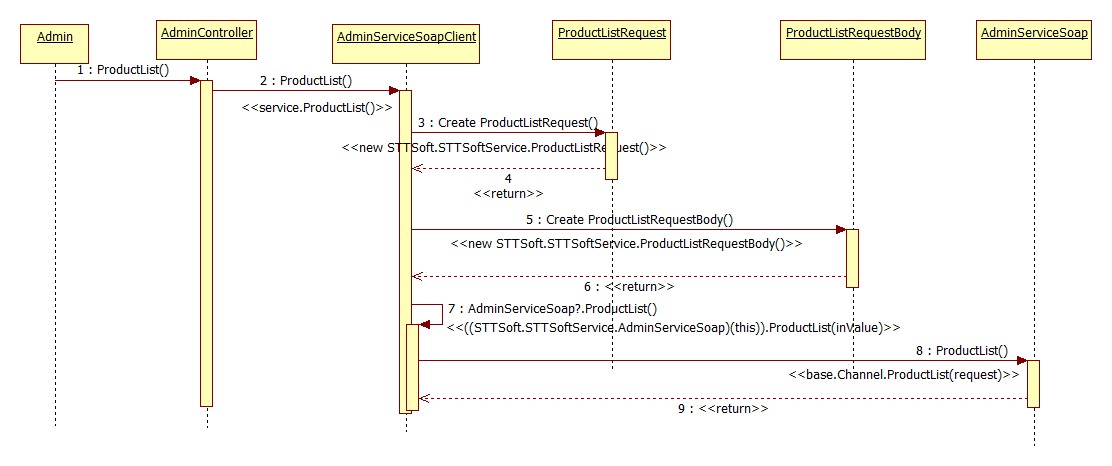 Admin
AdminController
AdminServiceSoapClient
ProductListRequest
ProductListRequestBody
AdminServiceSoap
1 : ProductList()
2 : ProductList()
<<service.ProductList()>>
3 : Create ProductListRequest()
<<new STTSoft.STTSoftService.ProductListRequest()>>
4
<<return>>
5 : Create ProductListRequestBody()
<<new STTSoft.STTSoftService.ProductListRequestBody()>>
6 : <<return>>
7 : AdminServiceSoap?.ProductList()
<<((STTSoft.STTSoftService.AdminServiceSoap)(this)).ProductList(inValue)>>
8 : ProductList()
<<base.Channel.ProductList(request)>>
9 : <<return>>